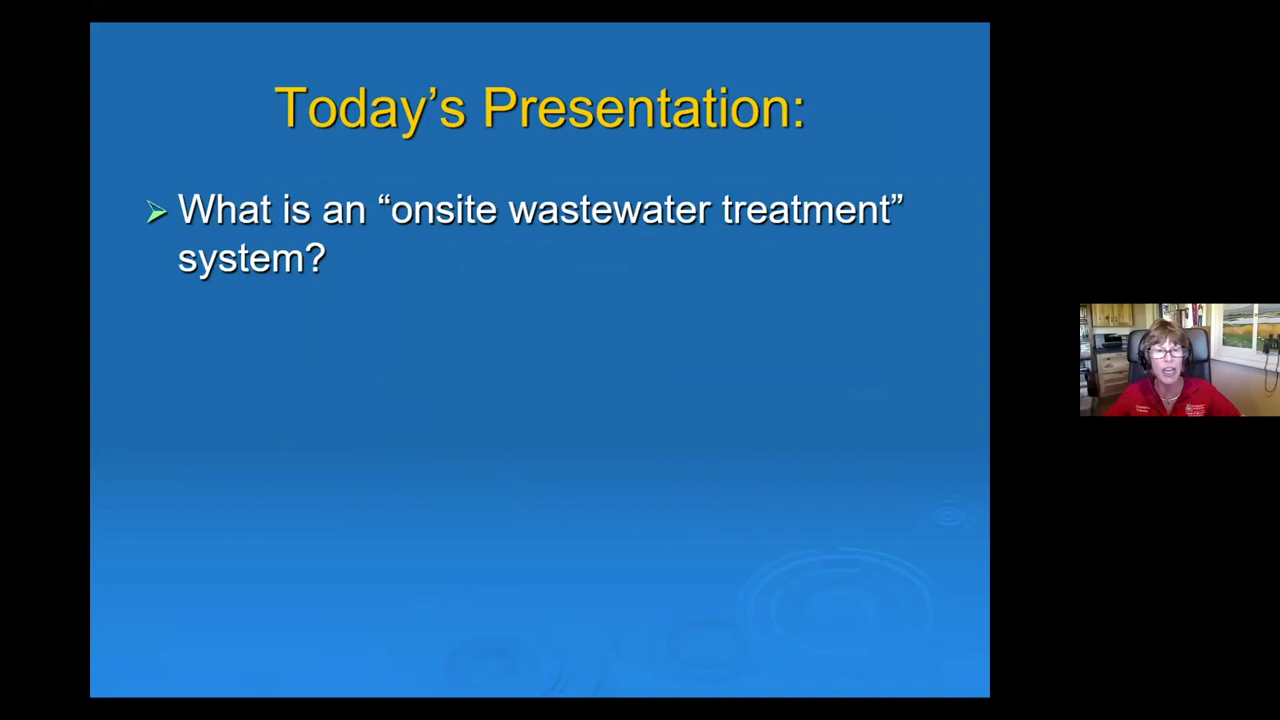 Today’s Presentation:
What is an “onsite wastewater treatment”
system?